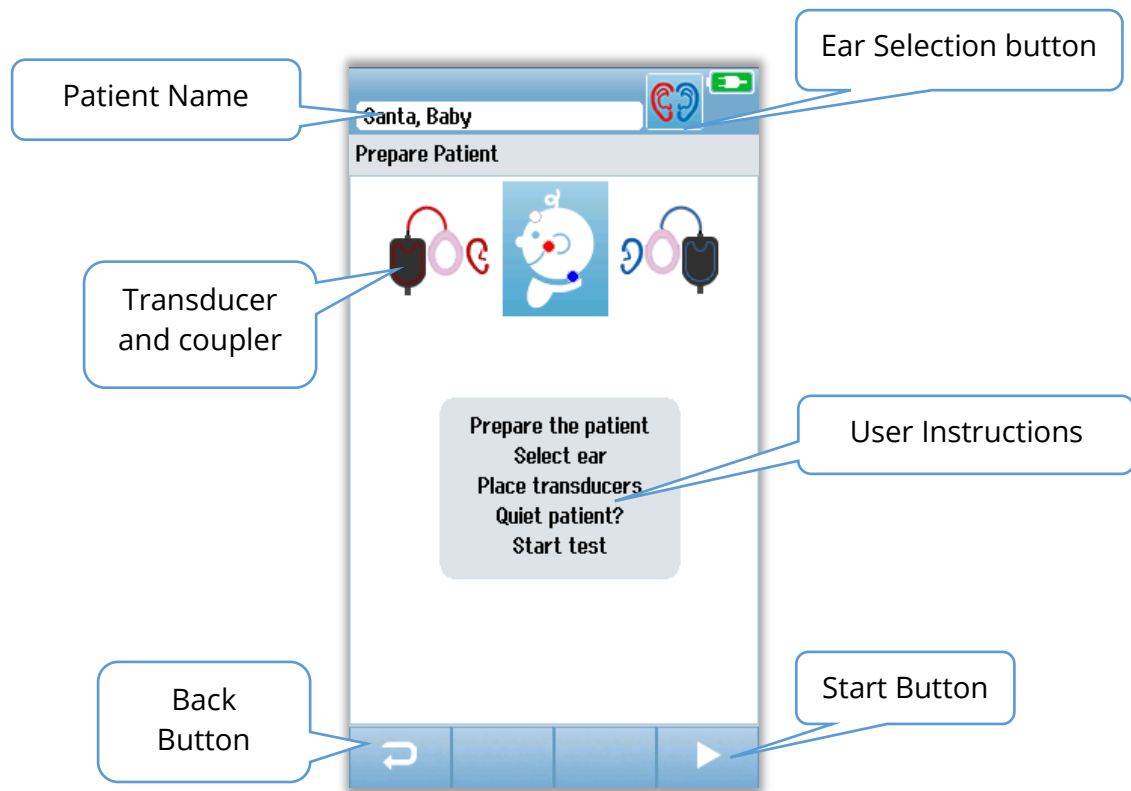 Ear Selection button
Patient Name
Santa, Baby
Prepare Patient
Transducer
and coupler
Prepare the patient
Select ear
Place transducers
Quiet patient?
Start test
User Instructions
Back
Button
Start Button